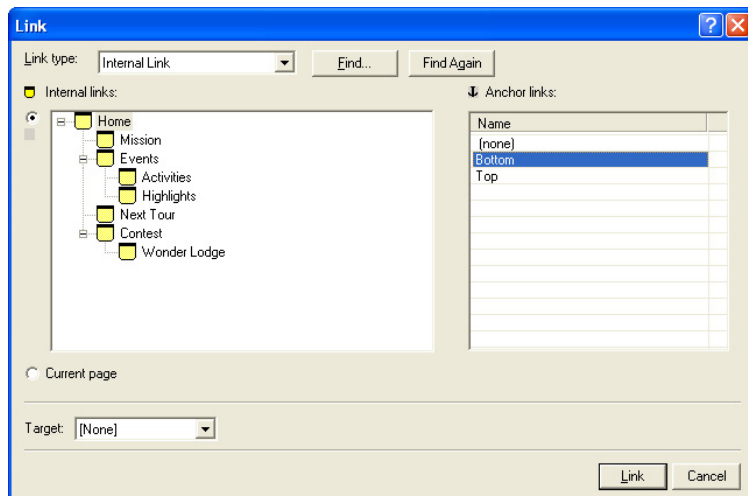 Link
Link type:
Internal Link
Find...
Find Again
Internal links:
Anchor links:
Home
Mission
Events
Activities
Highlights
Next Tour
Contest
Wonder Lodge
Name
(none)
Bottom
Top
Current page
Target:
[None]
Link
Cancel